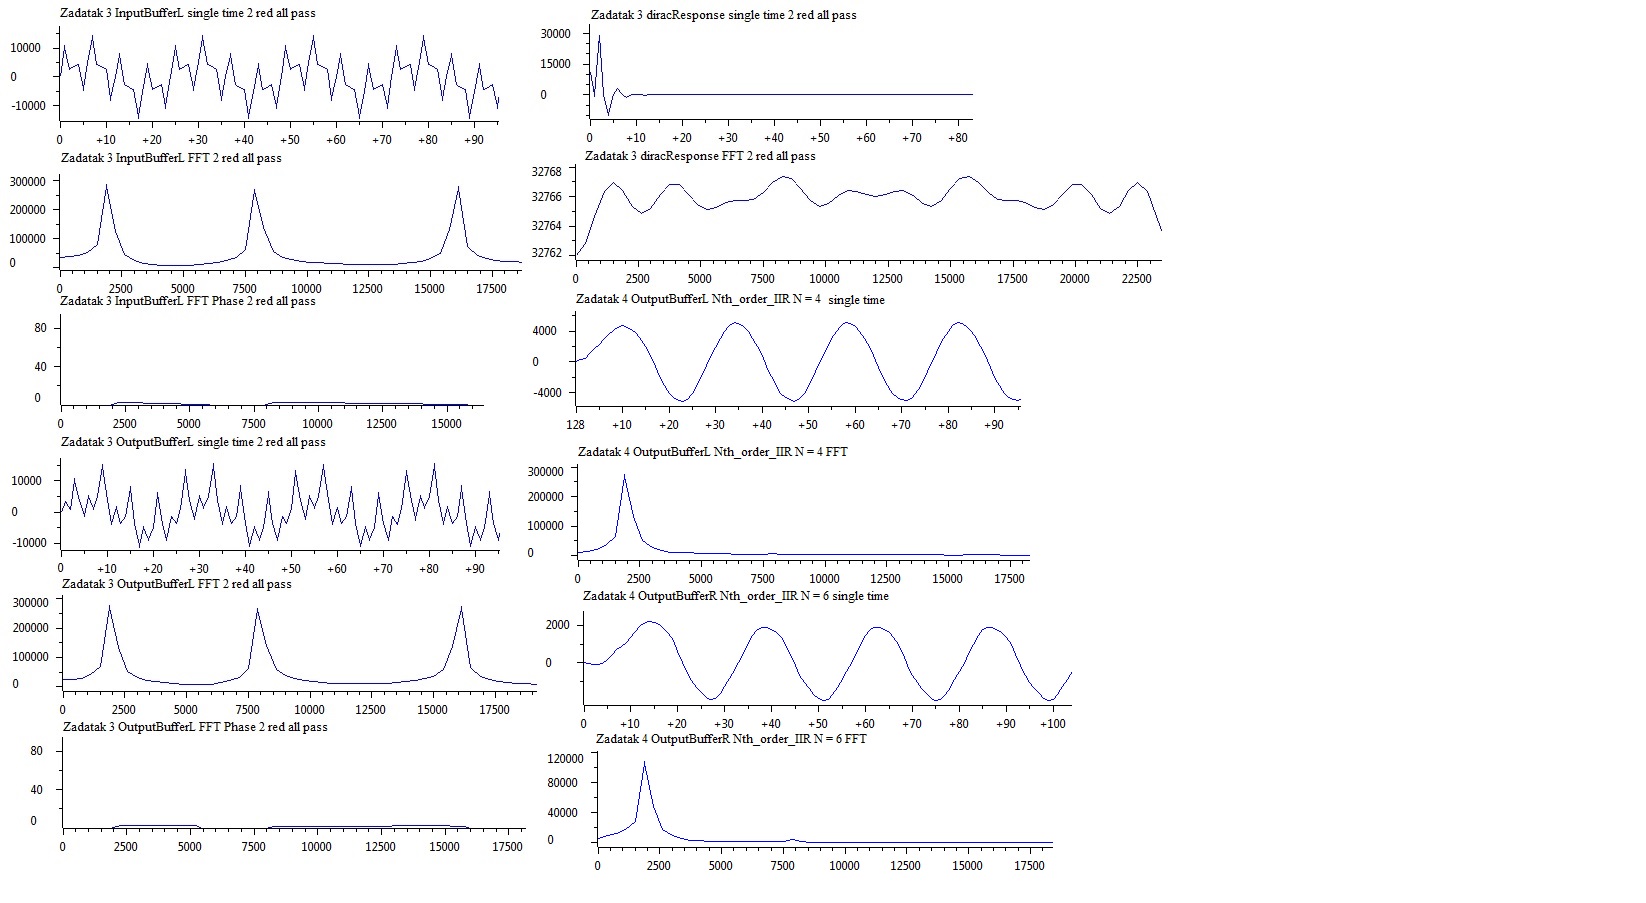 Zadatak 3 InputBufferL single time 2 red all pass
10000
0
-10000
0 +10 +20 +30 +40 +50 +60 +70 +80 +90
Zadatak 3 InputBufferL FFT 2 red all pass
300000
200000
100000
0
0 2500 5000 7500 10000 12500 15000 17500
Zadatak 3 InputBufferL FFT Phase 2 red all pass
80
40
0
0 2500 5000 7500 10000 12500 15000
Zadatak 3 OutputBufferL single time 2 red all pass
10000
0
-10000
0 +10 +20 +30 +40 +50 +60 +70 +80 +90
Zadatak 3 OutputBufferL FFT 2 red all pass
300000
200000
100000
0
0 2500 5000 7500 10000 12500 15000 17500
Zadatak 3 OutputBufferL FFT Phase 2 red all pass
80
40
0
0 2500 5000 7500 10000 12500 15000 17500
Zadatak 3 diracResponse single time 2 red all pass
30000
15000
0
0 +10 +20 +30 +40 +50 +60 +70 +80
Zadatak 3 diracResponse FFT 2 red all pass
32768
32766
32764
32762
0 2500 5000 7500 10000 12500 15000 17500 20000 22500
Zadatak 4 OutputBufferL Nth_order_IIR N = 4 single time
4000
0
-4000
128 +10 +20 +30 +40 +50 +60 +70 +80 +90
Zadatak 4 OutputBufferL Nth_order_IIR N = 4 FFT
300000
200000
100000
0
0 2500 5000 7500 10000 12500 15000 17500
Zadatak 4 OutputBufferR Nth_order_IIR N = 6 single time
2000
0
0 +10 +20 +30 +40 +50 +60 +70 +80 +90 +100
Zadatak 4 OutputBufferR Nth_order_IIR N = 6 FFT
120000
80000
40000
0
0 2500 5000 7500 10000 12500 15000 17500